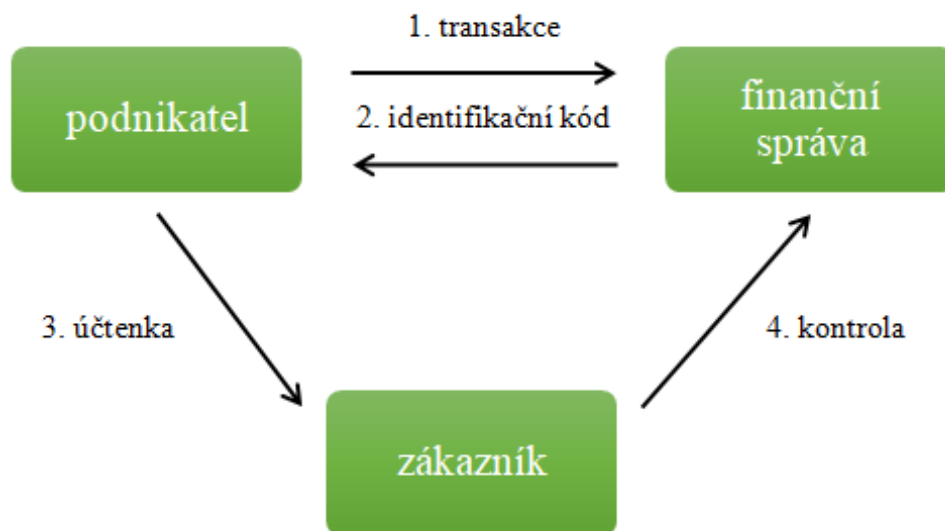 1. transakce
podnikatel
2. identifikační kód
finanční
správa
3. účtenka
4. kontrola
zákazník